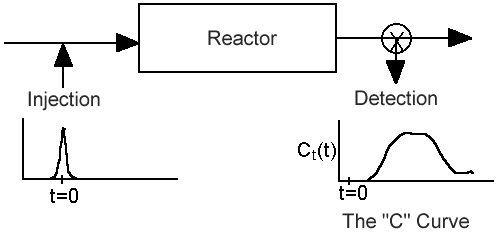 Reactor
Injection
Detection
t=0
Cₜ(t)
t=0
The "C" Curve